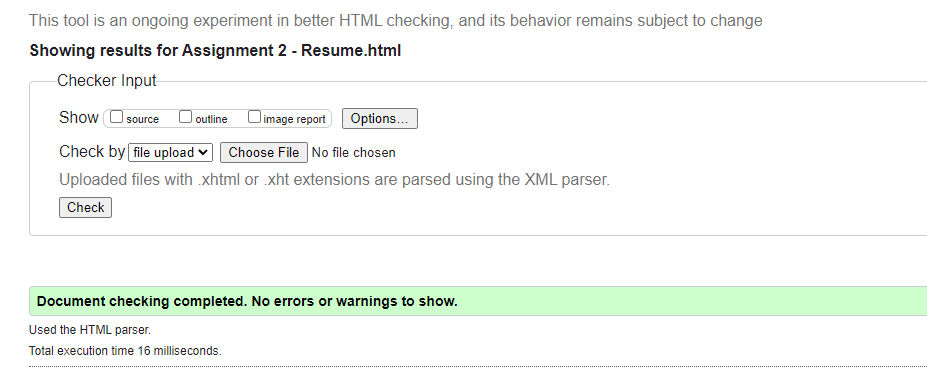 This tool is an ongoing experiment in better HTML checking, and its behavior remains subject to change
Showing results for Assignment 2 - Resume.html
Checker Input
Show source outline image report Options...
Check by file upload Choose File No file chosen
Uploaded files with .xhtml or .xht extensions are parsed using the XML parser.
Check
Document checking completed. No errors or warnings to show.
Used the HTML parser.
Total execution time 16 milliseconds.